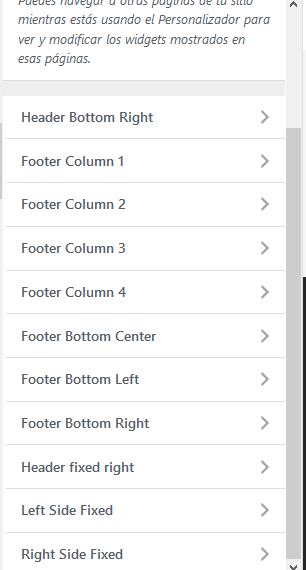 Puedes navegar a otras páginas de tu sitio
mientras estás usando el Personalizador para
ver y modificar los widgets mostrados en
esas páginas.
Header Bottom Right
Footer Column 1
Footer Column 2
Footer Column 3
Footer Column 4
Footer Bottom Center
Footer Bottom Left
Footer Bottom Right
Header fixed right
Left Side Fixed
Right Side Fixed